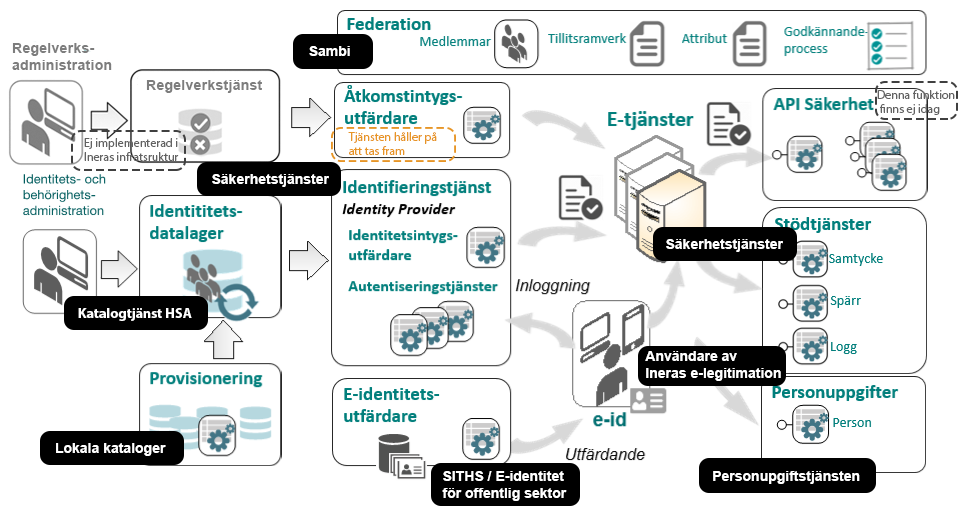 Federation
Sambi
Medlemmar
Tillitsramverk
Attribut
Godkännande-
process
Regelverks-
administration
Regelverkstjänst
Ej implementerad i
Ineras infratsruktur
Åtkomstintygs-
utfärdare
Tjänsten håller på
att tas fram
E-tjänster
API Säkerhet
Denna funktion
finns ej idag
Identitets- och
behörighets-
administration
Säkerhetstjänster
Identititets-
datalager
Katalogtjänst HSA
Identifieringstjänst
Identity Provider
Identitetsintygs-
utfärdare
Autentiseringstjänster
Inloggning
Säkerhetstjänster
Stödtjänster
Samtycke
Spärr
Logg
Användare av
Ineras e-legitimation
Provisionering
Lokala kataloger
E-identitets-
utfärdare
SITHS / E-identitet
för offentlig sektor
e-id
Utfärdande
Personuppgifter
Person
Personupgiftstjänsten